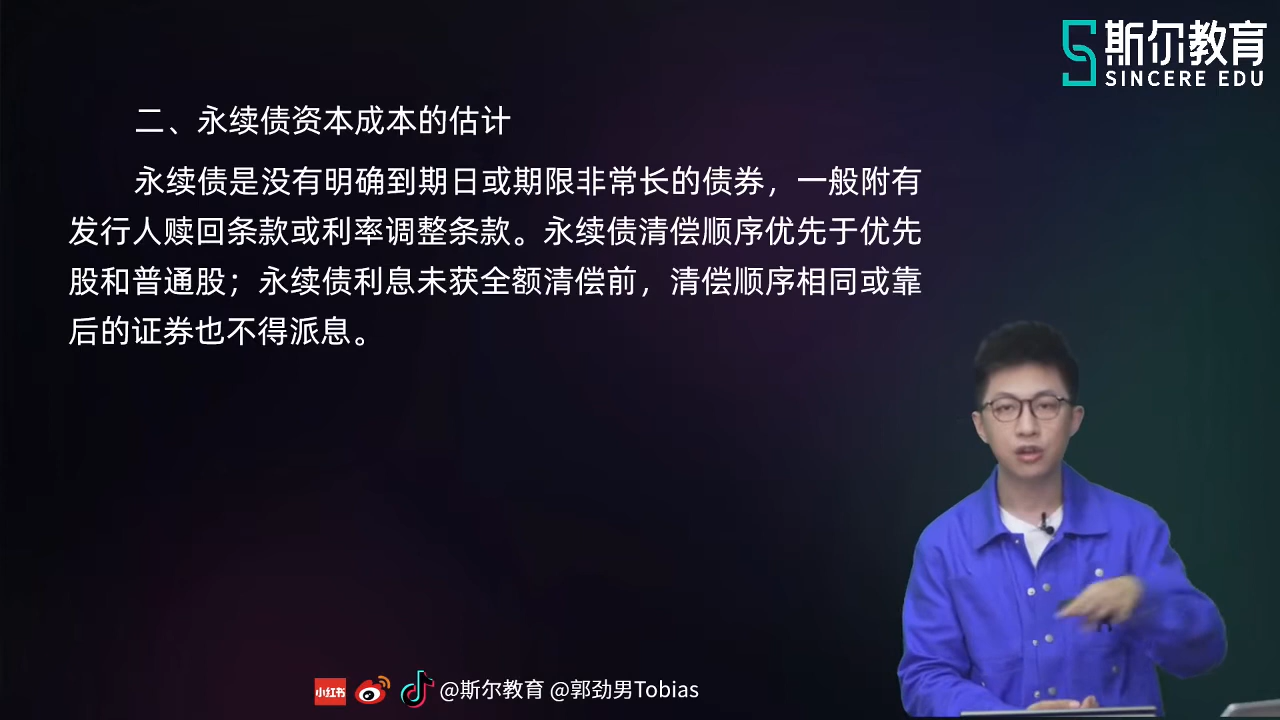 斯尔教育
SINCERE EDU
二、永续债资本成本的估计
永续债是没有明确到期日或期限非常长的债券，一般附有
发行人赎回条款或利率调整条款。永续债清偿顺序优先于优先
股和普通股；永续债利息未获全额清偿前，清偿顺序相同或靠
后的证券也不得派息。
小红书 @斯尔教育 @郭劲男Tobias